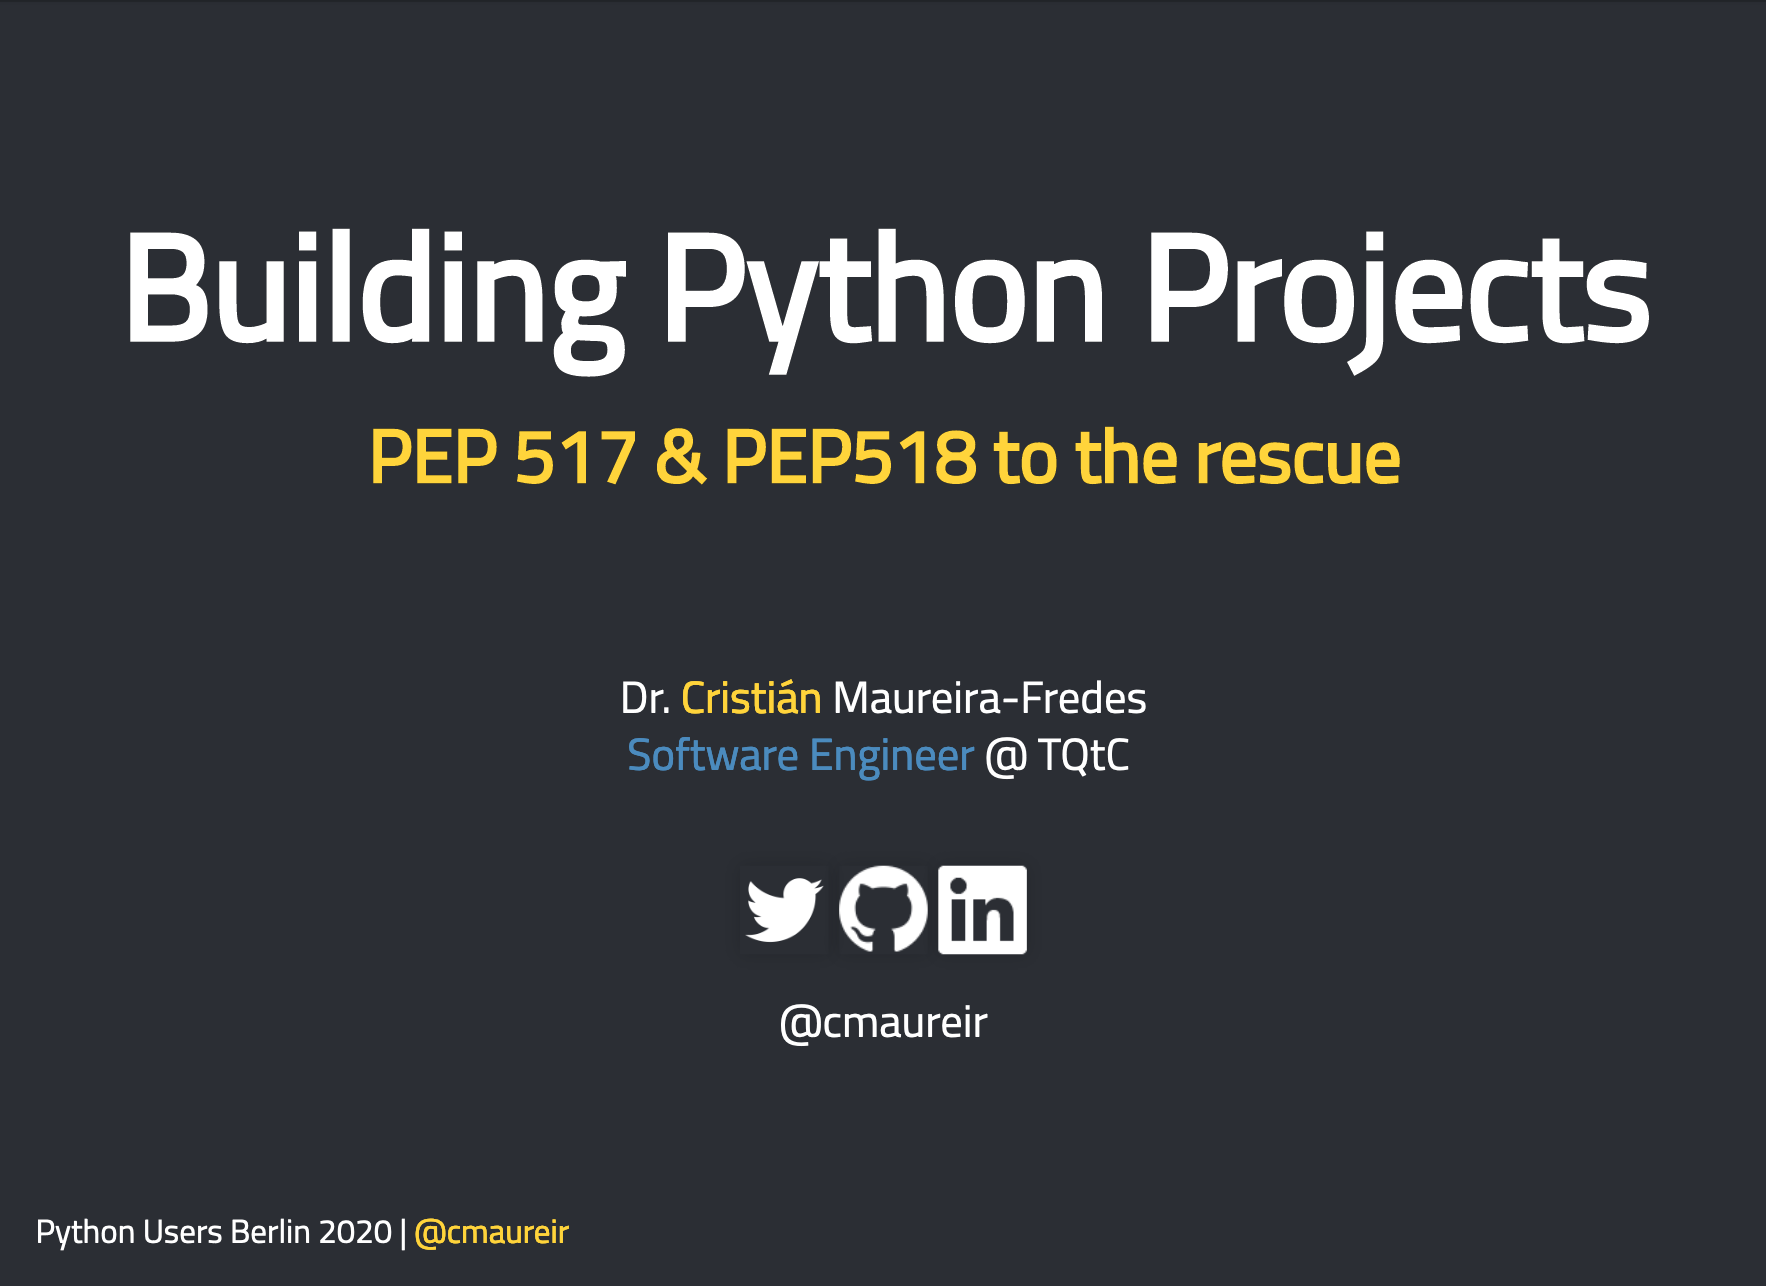 Building Python Projects
PEP 517 & PEP518 to the rescue
Dr. Cristián Maureira-Fredes
Software Engineer @ TQtC
in
@cmaureir
Python Users Berlin 2020 | @cmaureir